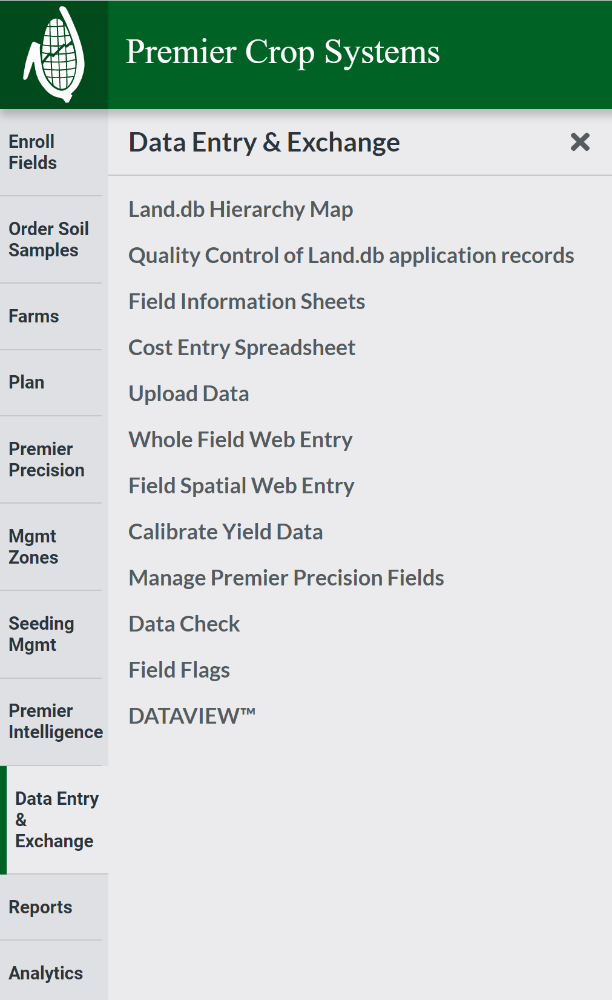 Premier Crop Systems
Enroll
Fields
Order Soil
Samples
Farms
Plan
Premier
Precision
Mgmt
Zones
Seeding
Mgmt
Premier
Intelligence
Data Entry
&
Exchange
Reports
Analytics
Data Entry & Exchange
Land.db Hierarchy Map
Quality Control of Land.db application records
Field Information Sheets
Cost Entry Spreadsheet
Upload Data
Whole Field Web Entry
Field Spatial Web Entry
Calibrate Yield Data
Manage Premier Precision Fields
Data Check
Field Flags
DATAVIEW™